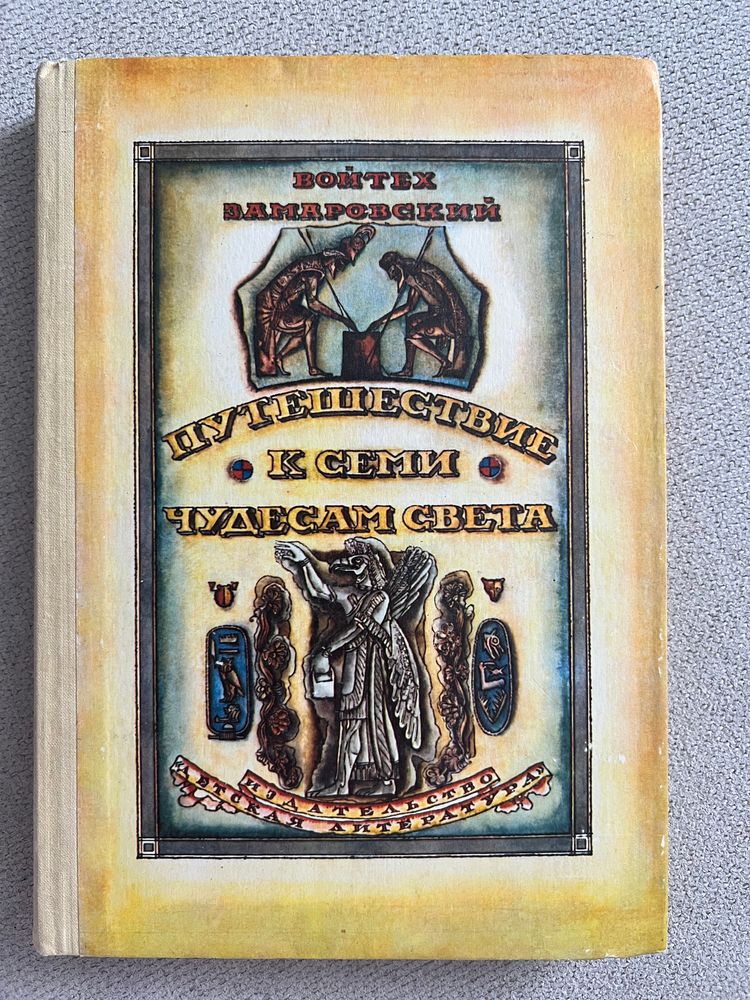 ВОЙТЕХ
ЗАМАРОВСКИЙ
ПУТЕШЕСТВИЕ
К СЕМИ
ЧУДЕСАМ СВЕТА
ИЗДАТЕЛЬСТВО
«ДЕТСКАЯ ЛИТЕРАТУРА»